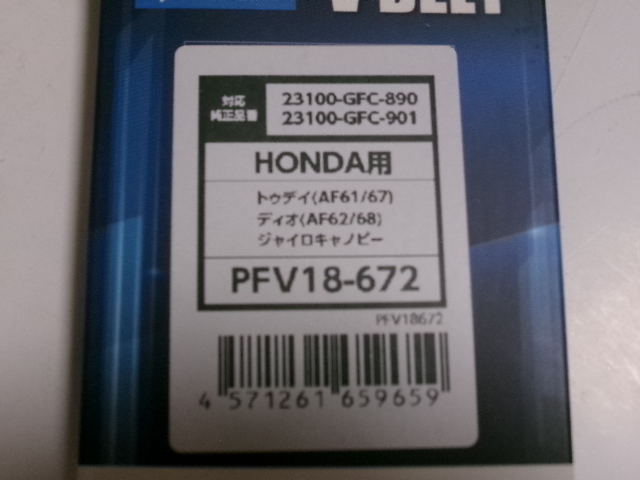 V BELT
対応
純正品番
23100-GFC-890
23100-GFC-901
HONDA用
トゥデイ(AF61/67)
ディオ(AF62/68)
ジャイロキャノピー
PFV18-672
PFV18672
4 571261 659659